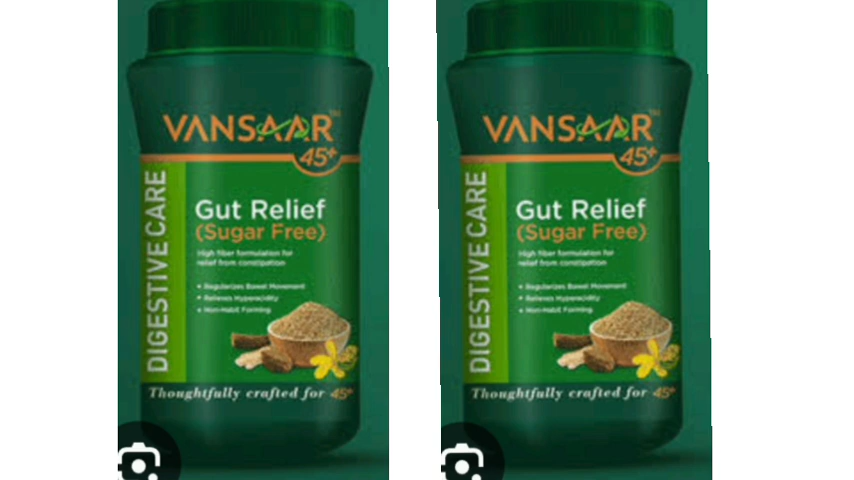 VANSAAR™
45+
DIGESTIVE CARE
Gut Relief
(Sugar Free)
High fiber formulation for
relief from constipation
• Regularizes Bowel Movement
• Relieves Hyperacidity
• Non-Habit Forming
Thoughtfully crafted for 45+
VANSAAR™
45+
DIGESTIVE CARE
Gut Relief
(Sugar Free)
High fiber formulation for
relief from constipation
• Regularizes Bowel Movement
• Relieves Hyperacidity
• Non-Habit Forming
Thoughtfully crafted for 45+